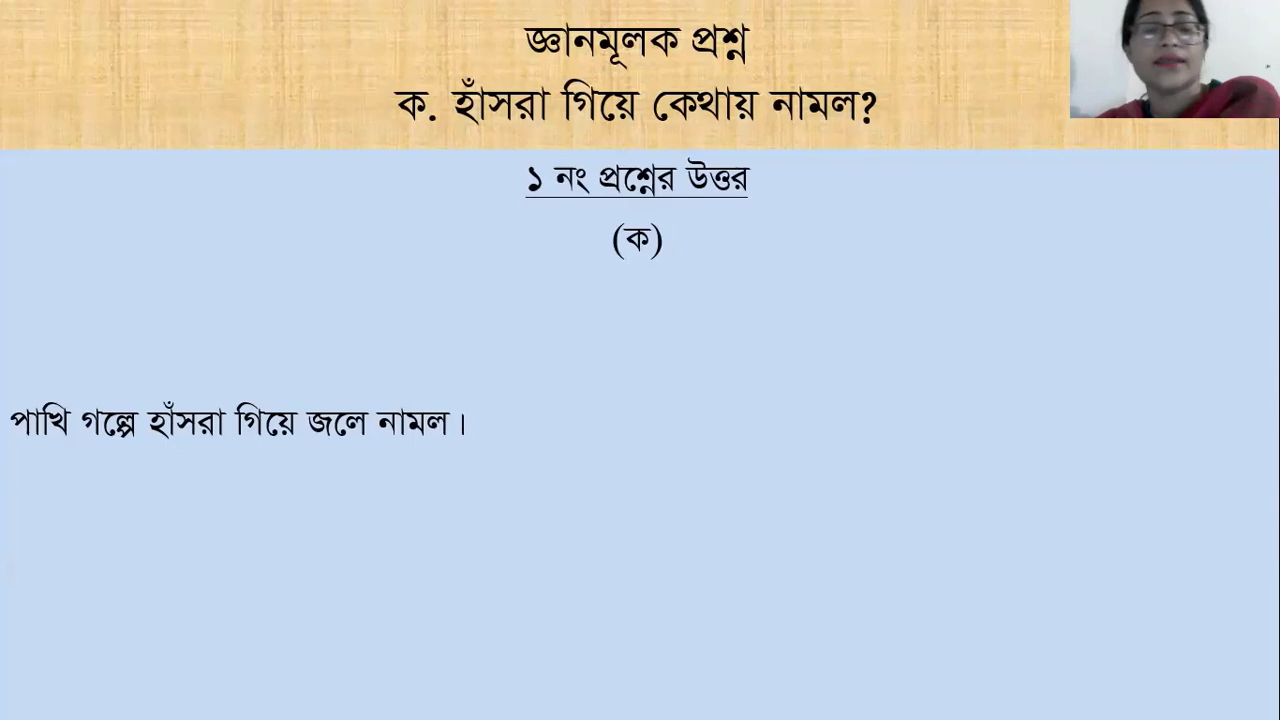 জ্ঞানমূলক প্রশ্ন
ক. হাঁসরা গিয়ে কেথায় নামল?
১ নং প্রশ্নের উত্তর
(ক)
পাখি গল্পে হাঁসরা গিয়ে জলে নামল।